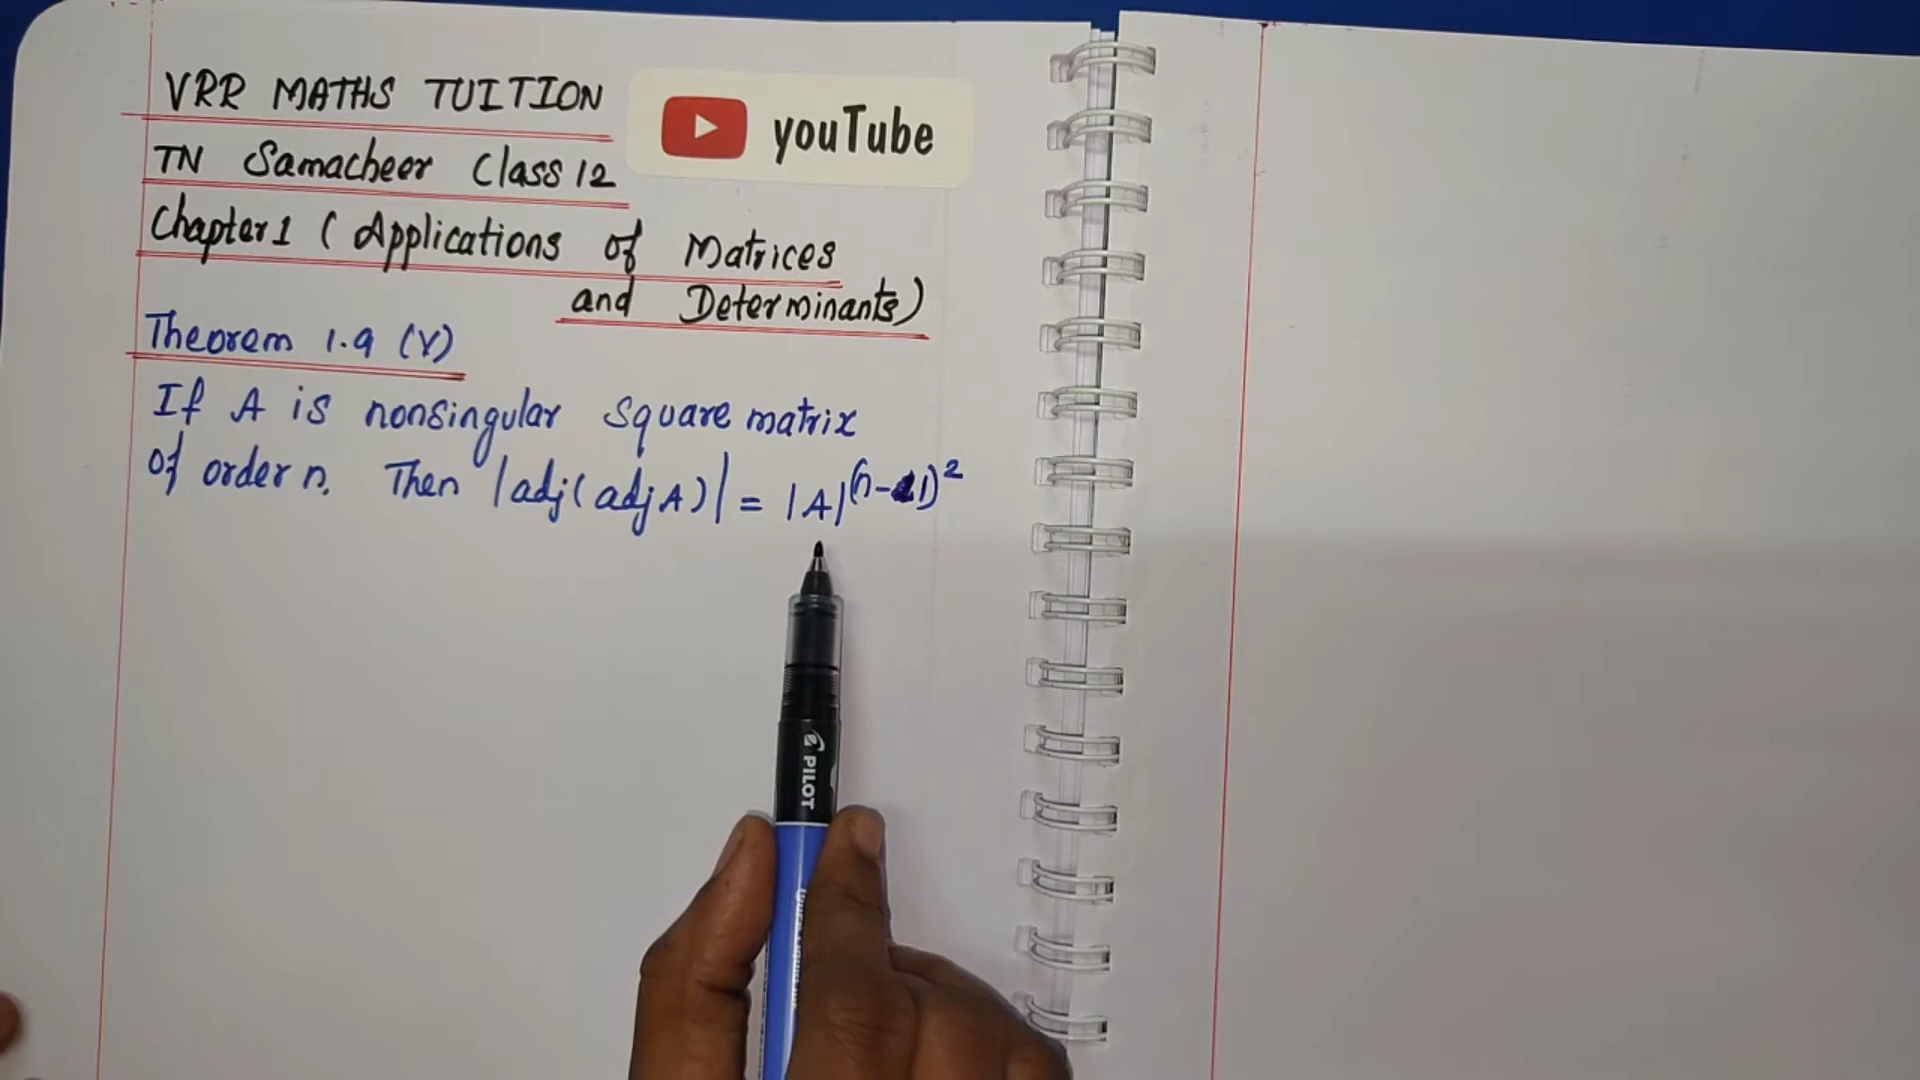 VRR MATHS TUITION
youTube
TN Samacheer Class 12
Chapter 1 ( Applications of Matrices
and Determinants)
Theorem 1.9 (V)
If A is nonsingular Square matrix
of order n. Then |adj(adj A)| = |A|^(n-1)^2
PILOT